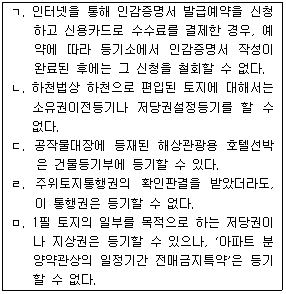 ㄱ. 인터넷을 통해 인감증명서 발급예약을 신청
하고 신용카드로 수수료를 결제한 경우, 예
약에 따라 등기소에서 인감증명서 작성이
완료된 후에는 그 신청을 철회할 수 없다.
ㄴ. 하천법상 하천으로 편입된 토지에 대해서는
소유권이전등기나 저당권설정등기를 할 수
없다.
ㄷ. 공작물대장에 등재된 해상관광용 호텔선박
은 건물등기부에 등기할 수 있다.
ㄹ. 주위토지통행권의 확인판결을 받았더라도,
이 통행권은 등기할 수 없다.
ㅁ. 1필 토지의 일부를 목적으로 하는 저당권이
나 지상권은 등기할 수 있으나, ‘아파트 분
양약관상의 일정기간 전매금지특약’은 등기
할 수 없다.